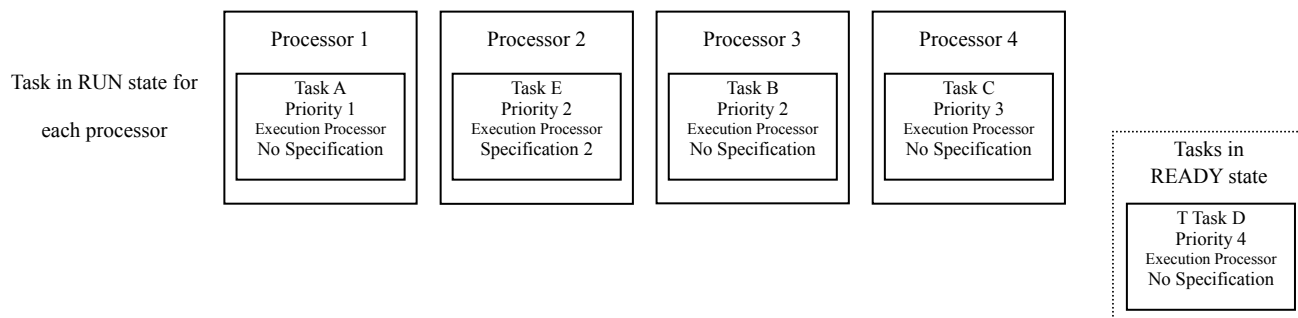 Task in RUN state for
each processor
Processor 1
Task A
Priority 1
Execution Processor
No Specification
Processor 2
Task E
Priority 2
Execution Processor
Specification 2
Processor 3
Task B
Priority 2
Execution Processor
No Specification
Processor 4
Task C
Priority 3
Execution Processor
No Specification
Tasks in
READY state
T Task D
Priority 4
Execution Processor
No Specification